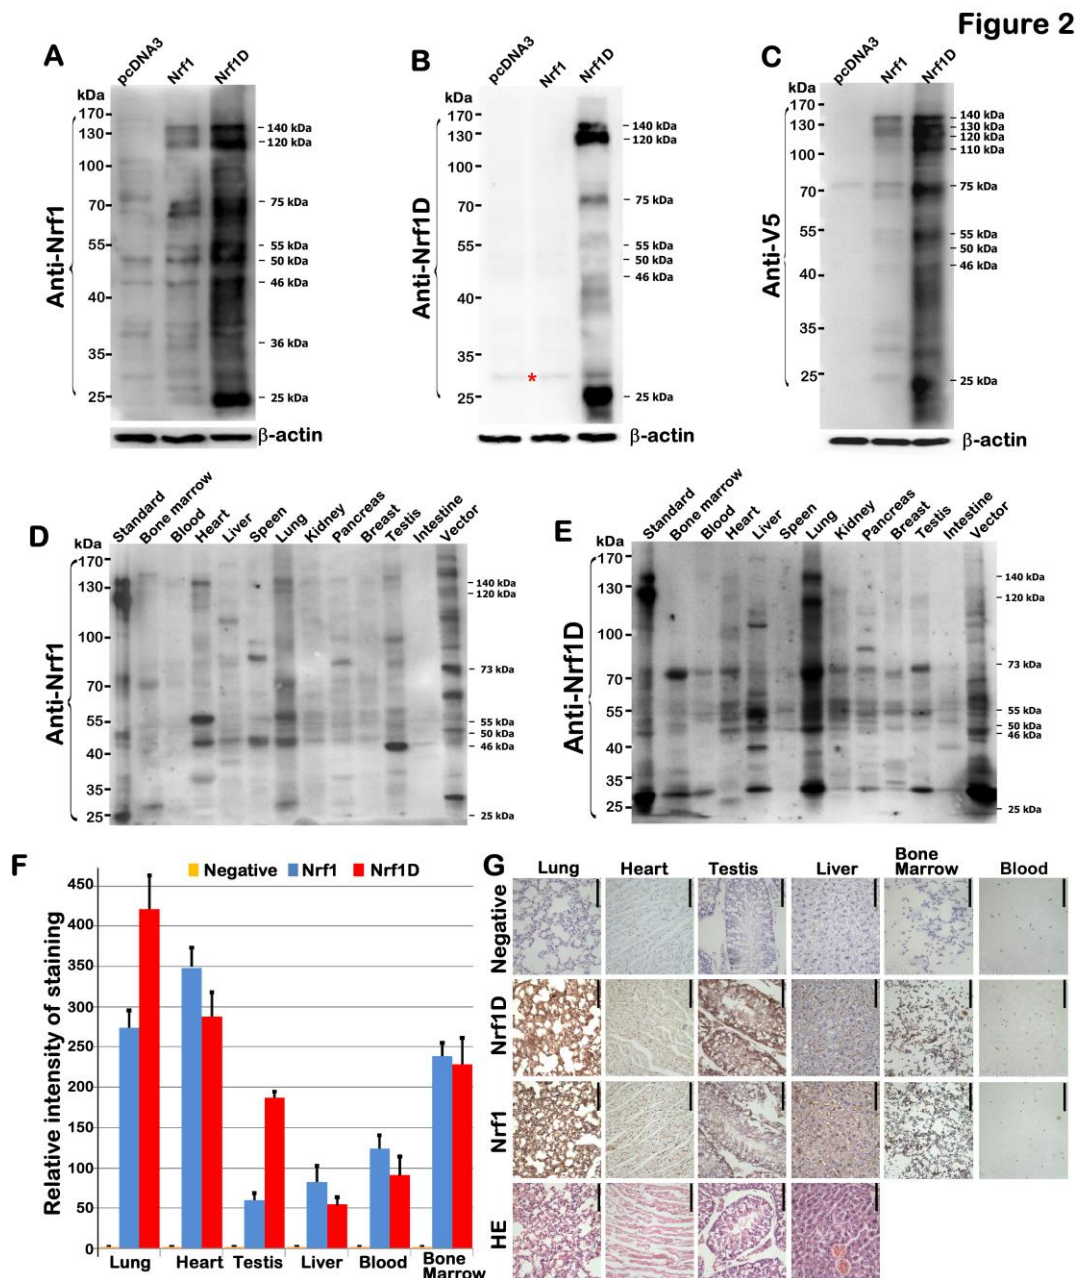 Figure 2
A
pcDNA3
Nrf1
Nrf1D
kDa
170
130
100
70
55
40
35
25
Anti-Nrf1
140 kDa
120 kDa
75 kDa
55 kDa
50 kDa
46 kDa
36 kDa
25 kDa
β-actin
B
pcDNA3
Nrf1
Nrf1D
kDa
170
130
100
70
55
40
35
25
Anti-Nrf1D
*
140 kDa
120 kDa
75 kDa
55 kDa
50 kDa
46 kDa
25 kDa
β-actin
C
pcDNA3
Nrf1
Nrf1D
kDa
170
130
100
70
55
40
35
25
Anti-V5
140 kDa
130 kDa
120 kDa
110 kDa
75 kDa
55 kDa
50 kDa
46 kDa
25 kDa
β-actin
D
Standard
Bone marrow
Blood
Heart
Liver
Speen
Lung
Kidney
Pancreas
Breast
Testis
Intestine
Vector
kDa
170
130
100
70
55
40
35
25
Anti-Nrf1
140 kDa
120 kDa
73 kDa
55 kDa
50 kDa
46 kDa
25 kDa
E
Standard
Bone marrow
Blood
Heart
Liver
Speen
Lung
Kidney
Pancreas
Breast
Testis
Intestine
Vector
kDa
170
130
100
70
55
40
35
25
Anti-Nrf1D
140 kDa
120 kDa
73 kDa
55 kDa
50 kDa
46 kDa
25 kDa
F
Negative Nrf1 Nrf1D
Relative intensity of staining
450
400
350
300
250
200
150
100
50
0
Lung Heart Testis Liver Blood Bone
Marrow
G
Lung Heart Testis Liver Bone
Marrow Blood
Negative
Nrf1D
Nrf1
HE